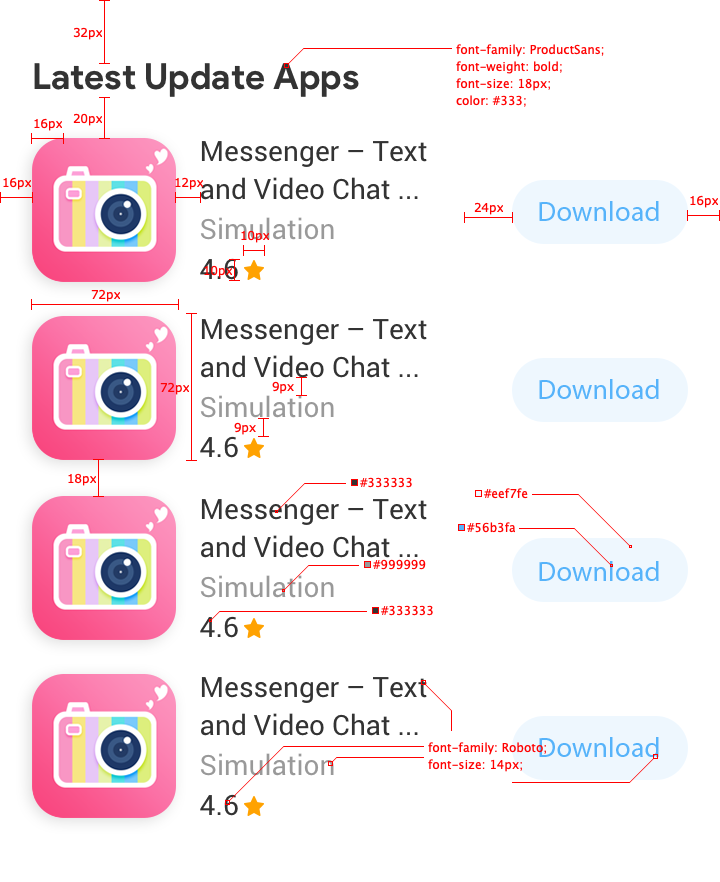 32px
font-family: ProductSans;
font-weight: bold;
font-size: 18px;
color: #333;
Latest Update Apps
20px
16px
Messenger – Text
and Video Chat ...
16px
12px
Simulation
10px
4.6
10px
24px
Download
16px
72px
Messenger – Text
and Video Chat ...
72px
9px
Simulation
9px
4.6
Download
18px
#333333
#eef7fe
Messenger – Text
#56b3fa
and Video Chat ...
#999999
Simulation
Download
#333333
4.6
Messenger – Text
and Video Chat ...
font-family: Roboto;
font-size: 14px;
Simulation
Download
4.6